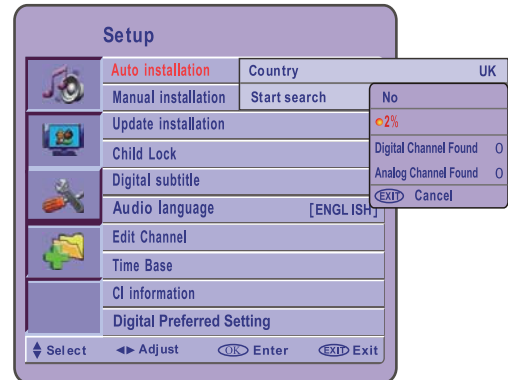 Setup
Auto installation
Country UK
Manual installation
Start search
No
2%
Digital Channel Found 0
Analog Channel Found 0
EXIT Cancel
Update installation
Child Lock
Digital subtitle
Audio language [ENGLISH]
Edit Channel
Time Base
CI information
Digital Preferred Setting
Select Adjust OK Enter EXIT Exit